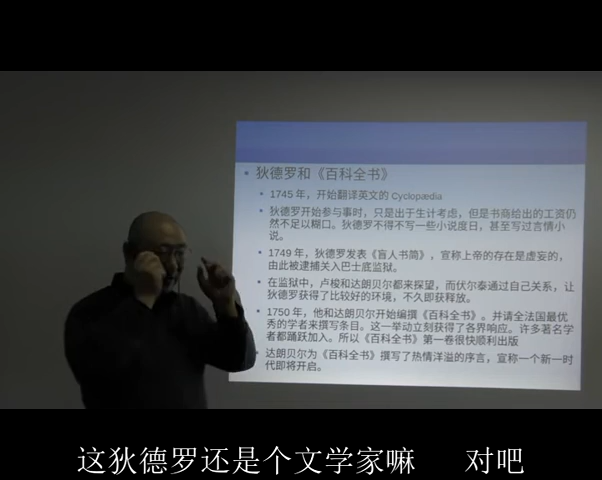 狄德罗和《百科全书》
1745 年，开始翻译英文的 Cyclopædia
狄德罗开始参与事时，只是出于生计考虑，但是书商给出的工资仍
然不足以糊口。狄德罗不得不写一些小说度日，甚至写过言情小
说。
1749 年，狄德罗发表《盲人书简》，宣称上帝的存在是虚妄的，
由此被逮捕关入巴士底监狱。
在监狱中，卢梭和达朗贝尔都来探望，而伏尔泰通过自己关系，让
狄德罗获得了比较好的环境，不久即获释放。
1750 年，他和达朗贝尔开始编撰《百科全书》。并请全法国最优
秀的学者来撰写条目。这一举动立刻获得了各界响应。许多著名学
者都踊跃加入。所以《百科全书》第一卷很快顺利出版
达朗贝尔为《百科全书》撰写了热情洋溢的序言，宣称一个新一时
代即将开启。
这狄德罗还是个文学家嘛 对吧